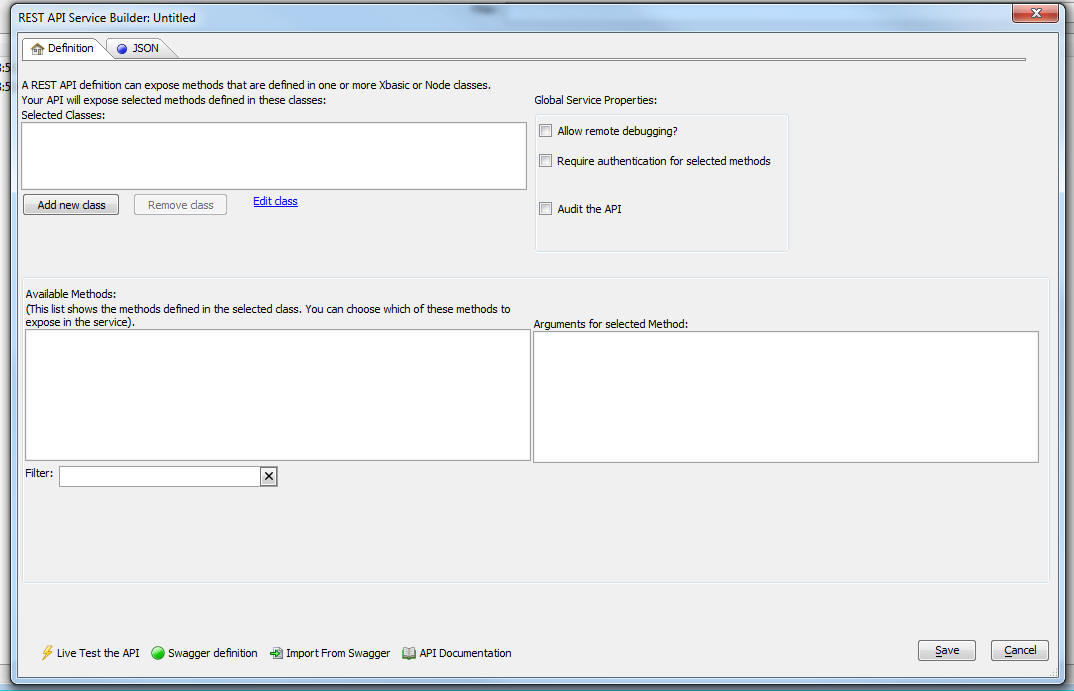 REST API Service Builder: Untitled
Definition
JSON
A REST API defnition can expose methods that are defined in one or more Xbasic or Node classes.
Your API will expose selected methods defined in these classes:
Selected Classes:
Add new class
Remove class
Edit class
Global Service Properties:
Allow remote debugging?
Require authentication for selected methods
Audit the API
Available Methods:
(This list shows the methods defined in the selected class. You can choose which of these methods to
expose in the service).
Arguments for selected Method:
Filter:
Live Test the API
Swagger definition
Import From Swagger
API Documentation
Save
Cancel